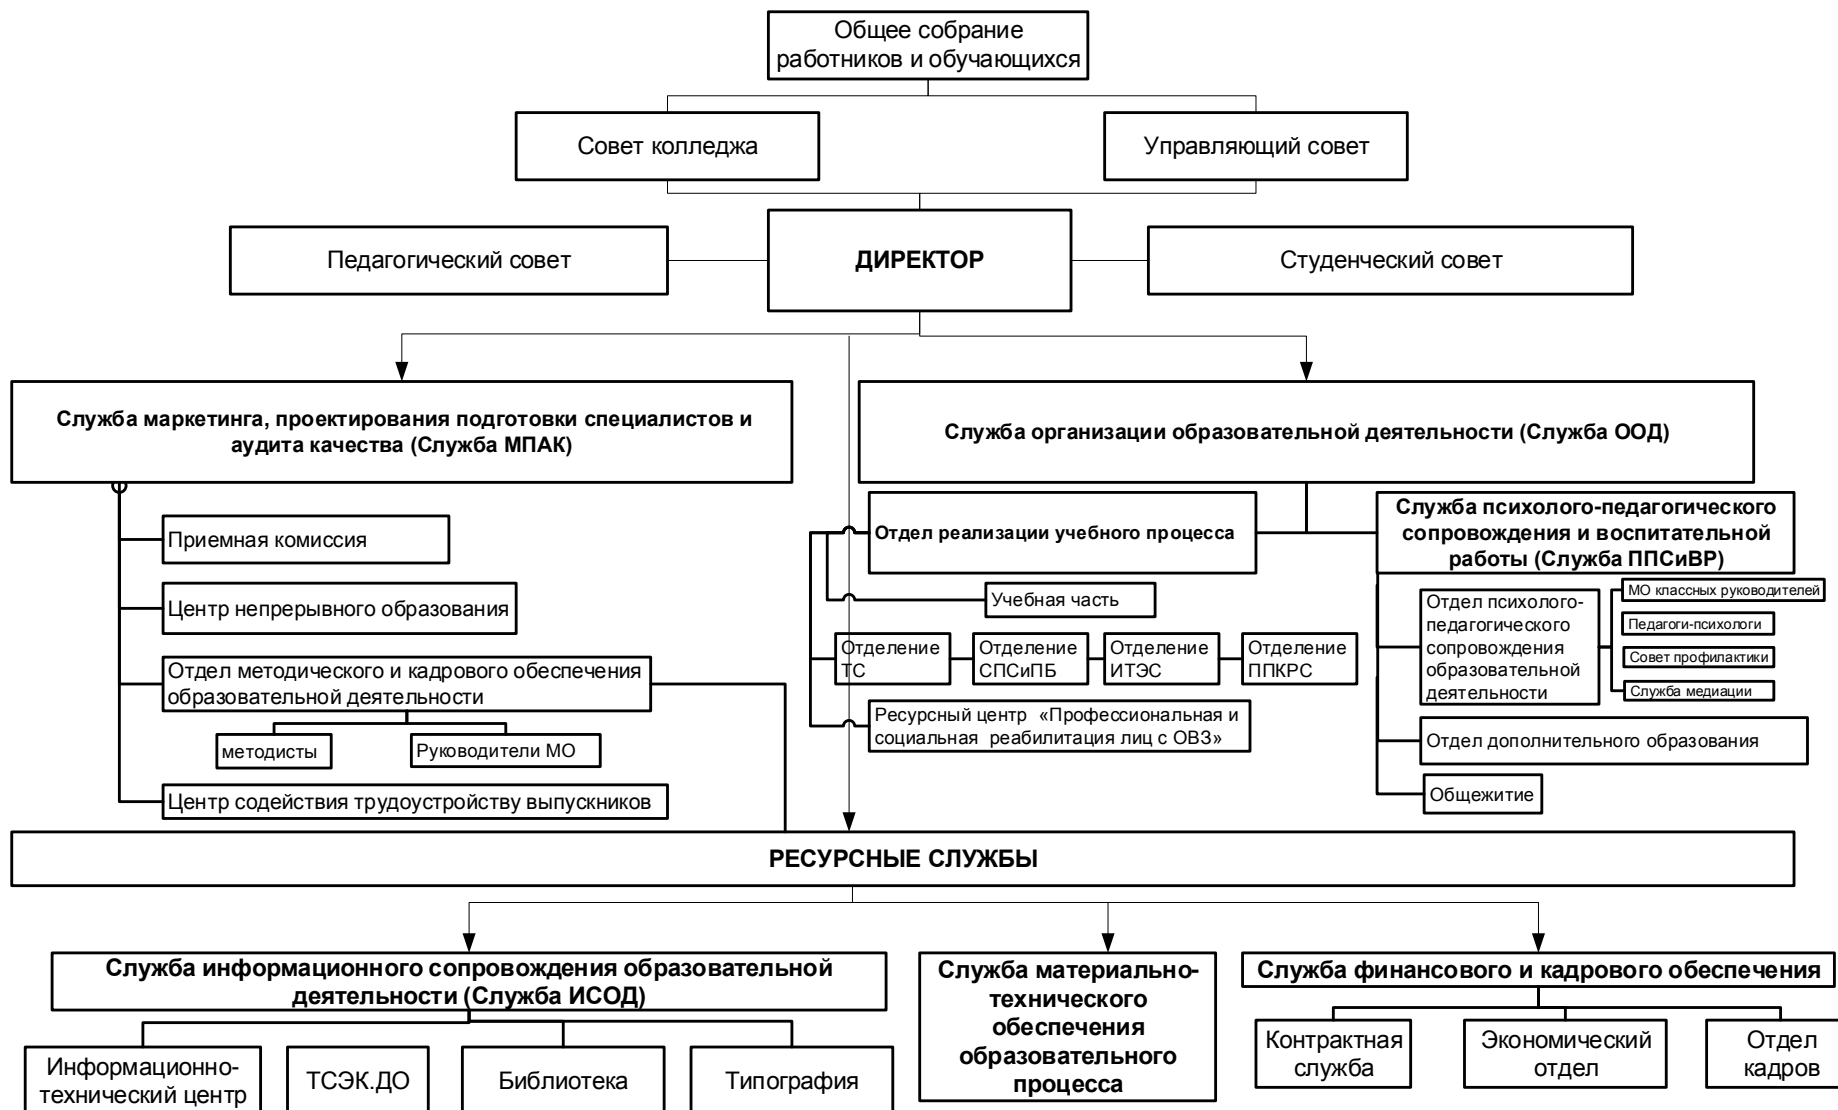 Общее собрание
работников и обучающихся
Совет колледжа
Управляющий совет
Педагогический совет
ДИРЕКТОР
Студенческий совет
Служба маркетинга, проектирования подготовки специалистов и
аудита качества (Служба МПАК)
Служба организации образовательной деятельности (Служба ООД)
Приемная комиссия
Центр непрерывного образования
Отдел методического и кадрового обеспечения
образовательной деятельности
методисты
Руководители МО
Центр содействия трудоустройству выпускников
Отдел реализации учебного процесса
Учебная часть
Отделение
ТС
Отделение
СПСиПБ
Отделение
ИТЭС
Отделение
ППКРС
Ресурсный центр «Профессиональная и
социальная реабилитация лиц с ОВЗ»
Служба психолого-педагогического
сопровождения и воспитательной
работы (Служба ППСиВР)
Отдел психолого-
педагогического
сопровождения
образовательной
деятельности
МО классных руководителей
Педагоги-психологи
Совет профилактики
Служба медиации
Отдел дополнительного образования
Общежитие
РЕСУРСНЫЕ СЛУЖБЫ
Служба информационного сопровождения образовательной
деятельности (Служба ИСОД)
Информационно-
технический центр
ТСЭК.ДО
Библиотека
Типография
Служба материально-
технического
обеспечения
образовательного
процесса
Служба финансового и кадрового обеспечения
Контрактная
служба
Экономический
отдел
Отдел
кадров